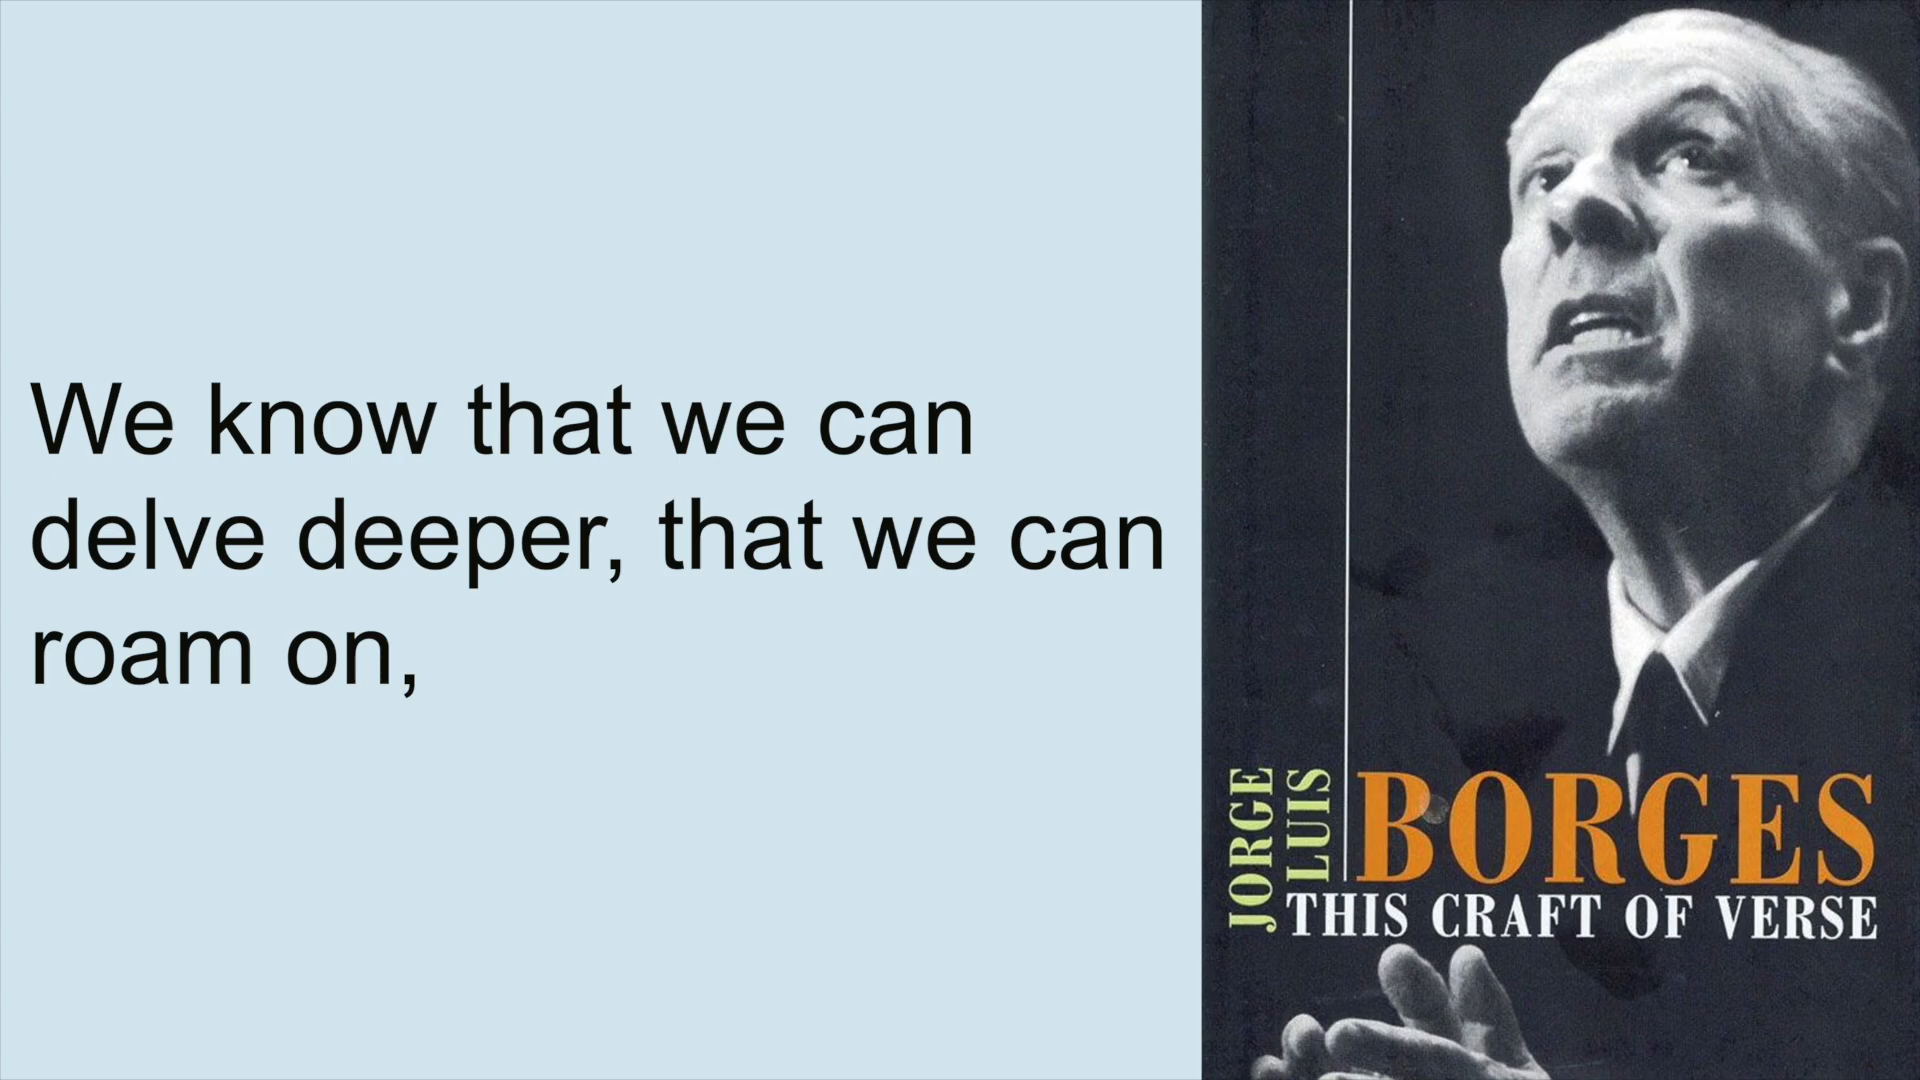 We know that we can
delve deeper, that we can
roam on,
JORGE
LUIS
BORGES
THIS CRAFT OF VERSE